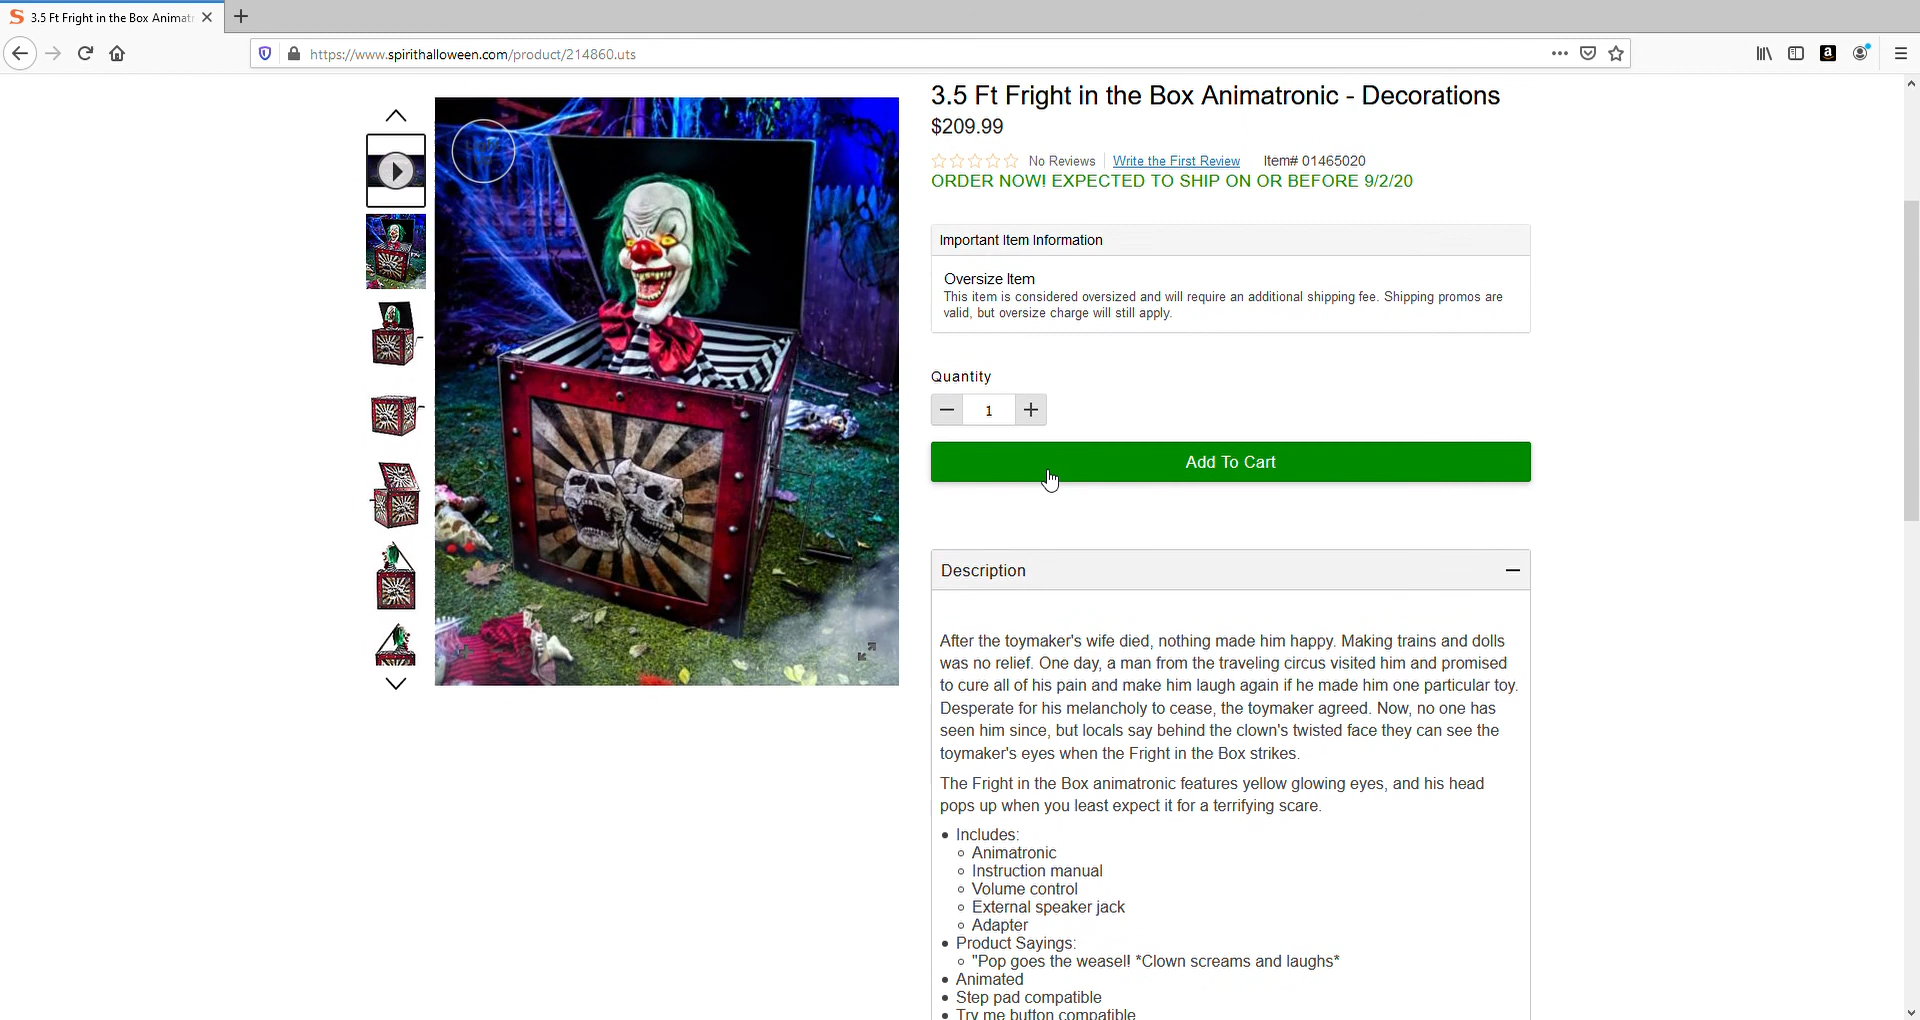 3.5 Ft Fright in the Box Animatr
https://www.spirithalloween.com/product/214860.uts
3.5 Ft Fright in the Box Animatronic - Decorations
$209.99
No Reviews Write the First Review Item# 01465020
ORDER NOW! EXPECTED TO SHIP ON OR BEFORE 9/2/20
Important Item Information
Oversize Item
This item is considered oversized and will require an additional shipping fee. Shipping promos are
valid, but oversize charge will still apply.
Quantity
1
Add To Cart
Description
After the toymaker's wife died, nothing made him happy. Making trains and dolls
was no relief. One day, a man from the traveling circus visited him and promised
to cure all of his pain and make him laugh again if he made him one particular toy.
Desperate for his melancholy to cease, the toymaker agreed. Now, no one has
seen him since, but locals say behind the clown's twisted face they can see the
toymaker's eyes when the Fright in the Box strikes.
The Fright in the Box animatronic features yellow glowing eyes, and his head
pops up when you least expect it for a terrifying scare.
Includes:
Animatronic
Instruction manual
Volume control
External speaker jack
Adapter
Product Sayings:
"Pop goes the weasel! *Clown screams and laughs*
Animated
Step pad compatible
Try me button compatible